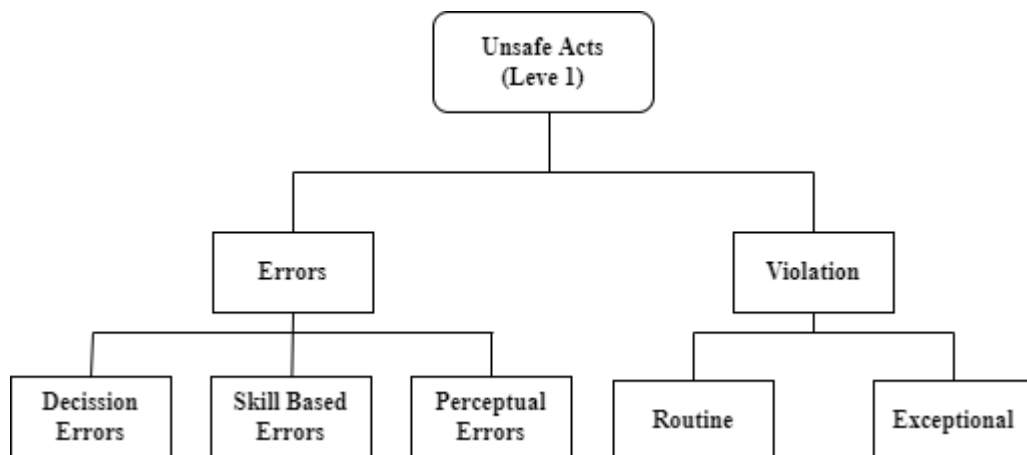 Unsafe Acts
(Leve 1)
Errors
Violation
Decission
Errors
Skill Based
Errors
Perceptual
Errors
Routine
Exceptional